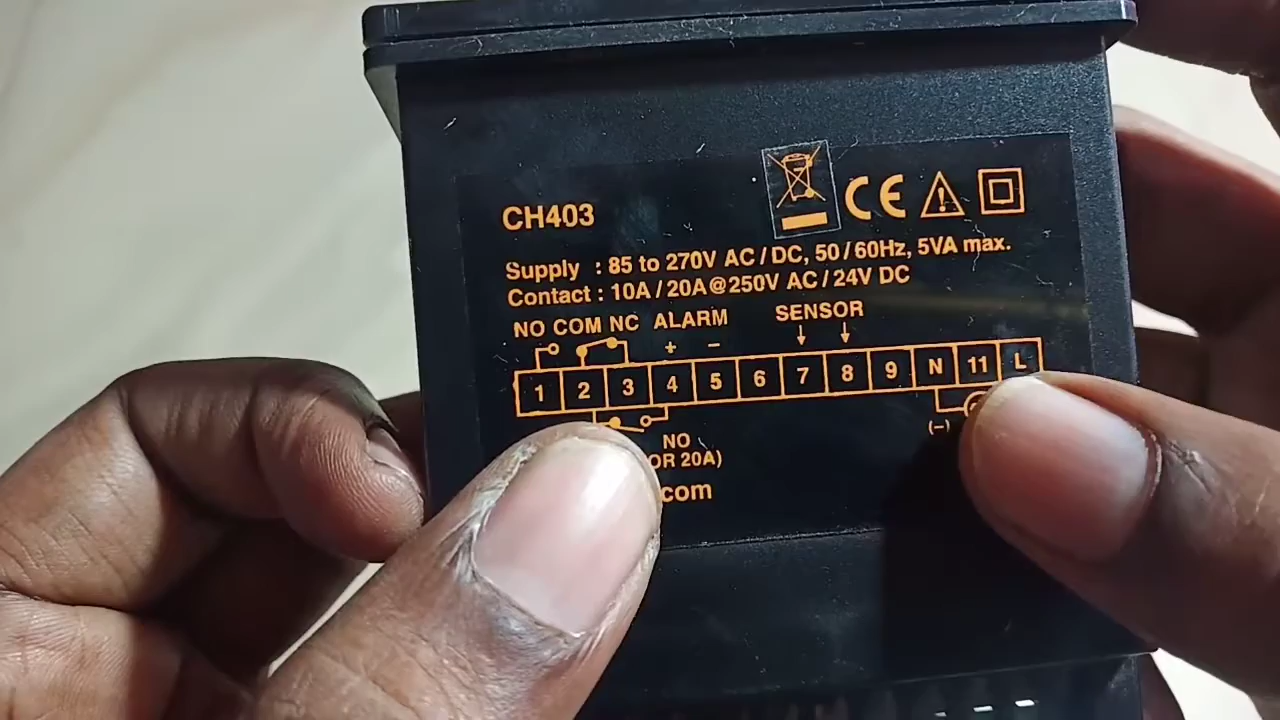 CH403
CE
Supply : 85 to 270V AC / DC, 50 / 60Hz, 5VA max.
Contact : 10A / 20A@250V AC / 24V DC
NO COM NC ALARM SENSOR
+ −
1 2 3 4 5 6 7 8 9 N 11 L
(−)
NO
OR 20A)
com